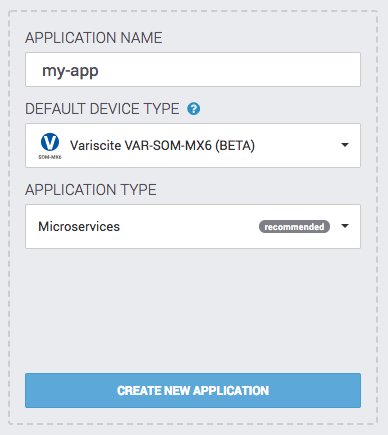 APPLICATION NAME
my-app
DEFAULT DEVICE TYPE ?
V
SOM-MX6
Variscite VAR-SOM-MX6 (BETA)
APPLICATION TYPE
Microservices recommended
CREATE NEW APPLICATION